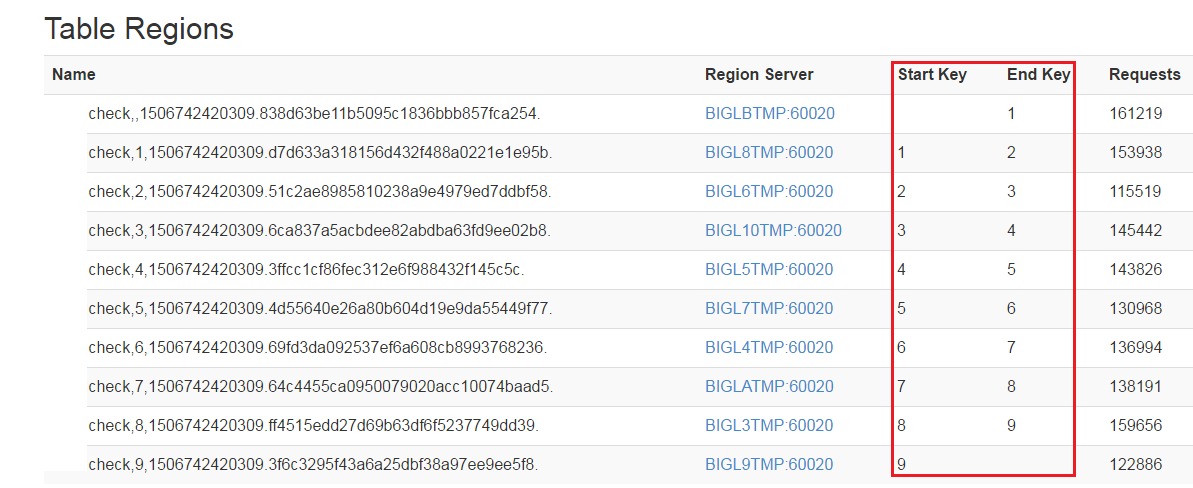 Table Regions
Name Region Server Start Key End Key Requests
check,,1506742420309.838d63be11b5095c1836bbb857fca254. BIGLBTMP:60020 1 161219
check,1,1506742420309.d7d633a318156d432f488a0221e1e95b. BIGL8TMP:60020 1 2 153938
check,2,1506742420309.51c2ae8985810238a9e4979ed7ddbf58. BIGL6TMP:60020 2 3 115519
check,3,1506742420309.6ca837a5acbdee82abdba63fd9ee02b8. BIGL10TMP:60020 3 4 145442
check,4,1506742420309.3ffcc1cf86fec312e6f988432f145c5c. BIGL5TMP:60020 4 5 143826
check,5,1506742420309.4d55640e26a80b604d19e9da55449f77. BIGL7TMP:60020 5 6 130968
check,6,1506742420309.69fd3da092537ef6a608cb8993768236. BIGL4TMP:60020 6 7 136994
check,7,1506742420309.64c4455ca0950079020acc10074baad5. BIGLATMP:60020 7 8 138191
check,8,1506742420309.ff4515edd27d69b63df6f5237749dd39. BIGL3TMP:60020 8 9 159656
check,9,1506742420309.3f6c3295f43a6a25dbf38a97ee9ee5f8. BIGL9TMP:60020 9 122886